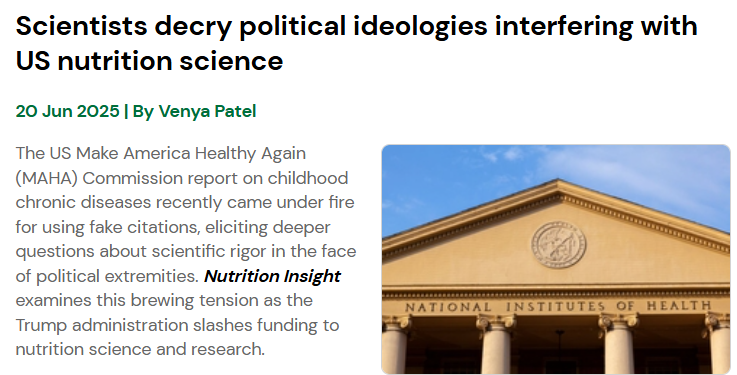 Scientists decry political ideologies interfering with
US nutrition science
20 Jun 2025 | By Venya Patel
The US Make America Healthy Again
(MAHA) Commission report on childhood
chronic diseases recently came under fire
for using fake citations, eliciting deeper
questions about scientific rigor in the face
of political extremities. Nutrition Insight
examines this brewing tension as the
Trump administration slashes funding to
nutrition science and research.
NATIONAL INSTITUTES OF HEALTH